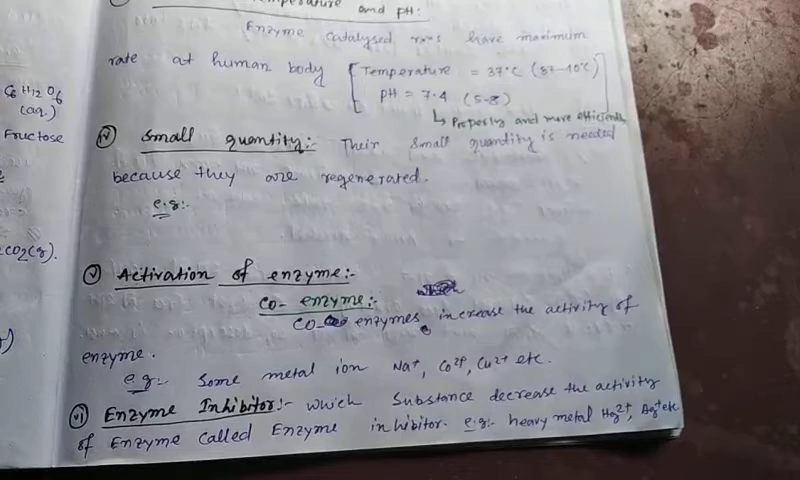 Temperature and pH:
Enzyme catalysed rxns have maximum
rate at human body [Temperature = 37°C (37-40°C)
pH = 7.4 (5-8)]
↳ Properly and more efficiently
C6H12O6
(aq.)
Fructose
CO2(g).
(iv) Small quantity:- Their small quantity is needed
because they are regenerated.
e.g:-
(v) Activation of enzyme:-
CO-enzyme:-
CO- enzymes increase the activity of
enzyme.
e.g:- Some metal ion Na+, Co2+, Cu2+ etc.
(vi) Enzyme Inhibitor:- which Substance decrease the activity
of Enzyme called Enzyme inhibitor. e.g:- heavy metal Hg2+, Ag+ etc